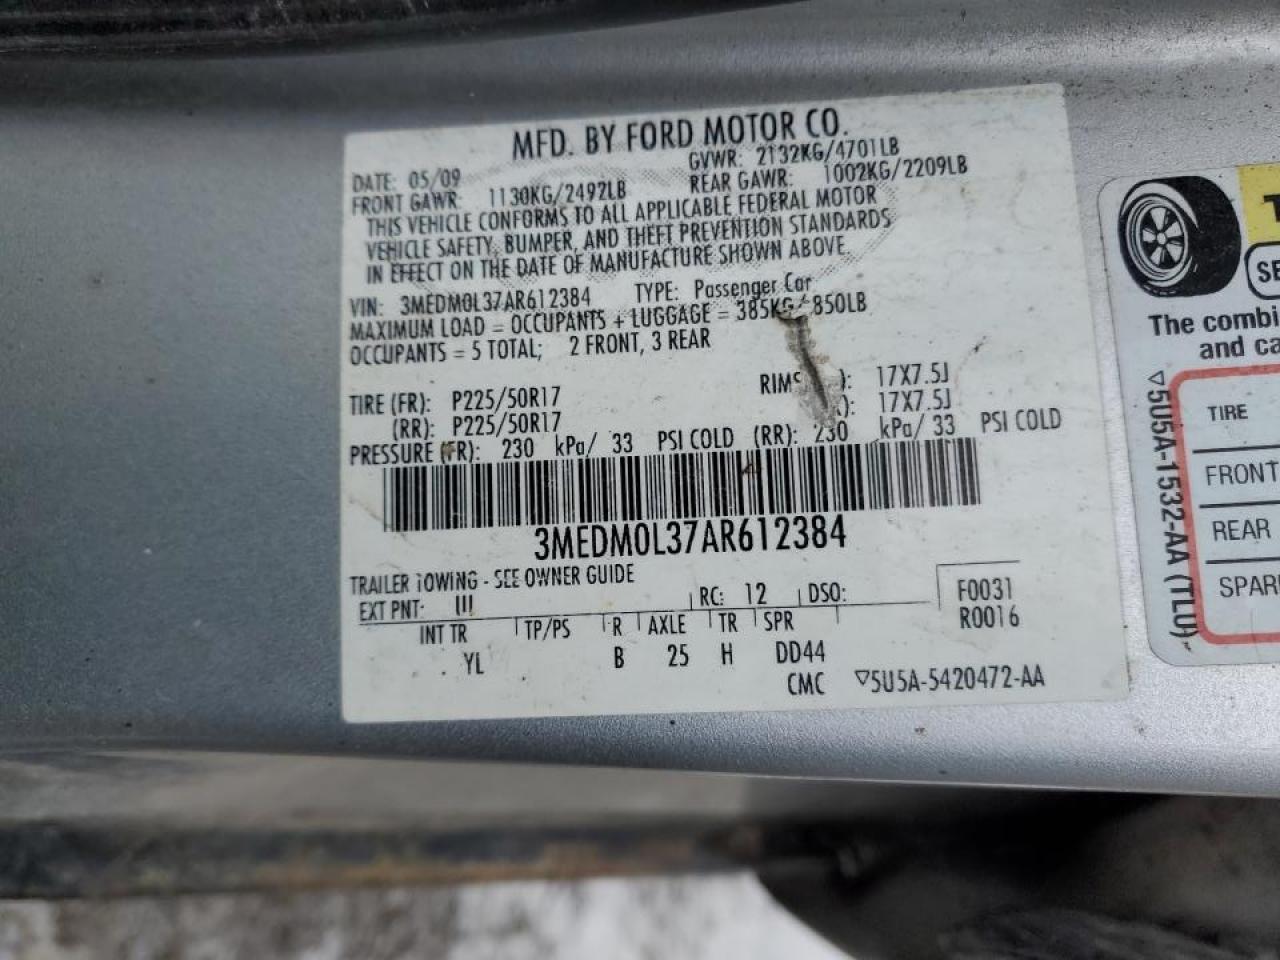 MFD. BY FORD MOTOR CO.
DATE: 05/09 GVWR: 2132KG/4701LB
FRONT GAWR: 1130KG/2492LB REAR GAWR: 1002KG/2209LB
THIS VEHICLE CONFORMS TO ALL APPLICABLE FEDERAL MOTOR
VEHICLE SAFETY, BUMPER, AND THEFT PREVENTION STANDARDS
IN EFFECT ON THE DATE OF MANUFACTURE SHOWN ABOVE.
VIN: 3MEDM0L37AR612384 TYPE: Passenger Car
MAXIMUM LOAD = OCCUPANTS + LUGGAGE = 385KG/ 850LB
OCCUPANTS = 5 TOTAL; 2 FRONT, 3 REAR
TIRE (FR): P225/50R17 RIMS ): 17X7.5J
(RR): P225/50R17 ): 17X7.5J
PRESSURE (FR): 230 kPa/ 33 PSI COLD (RR): 230 kPa/ 33 PSI COLD
3MEDM0L37AR612384
TRAILER TOWING - SEE OWNER GUIDE
EXT PNT: RC: 12 DSO: F0031
R0016
INT TR TP/PS R AXLE TR SPR
YL B 25 H DD44
CMC 5U5A-5420472-AA
The combi
and ca
TIRE
FRONT
REAR
SPAR
5U5A-1532-AA (TLU)